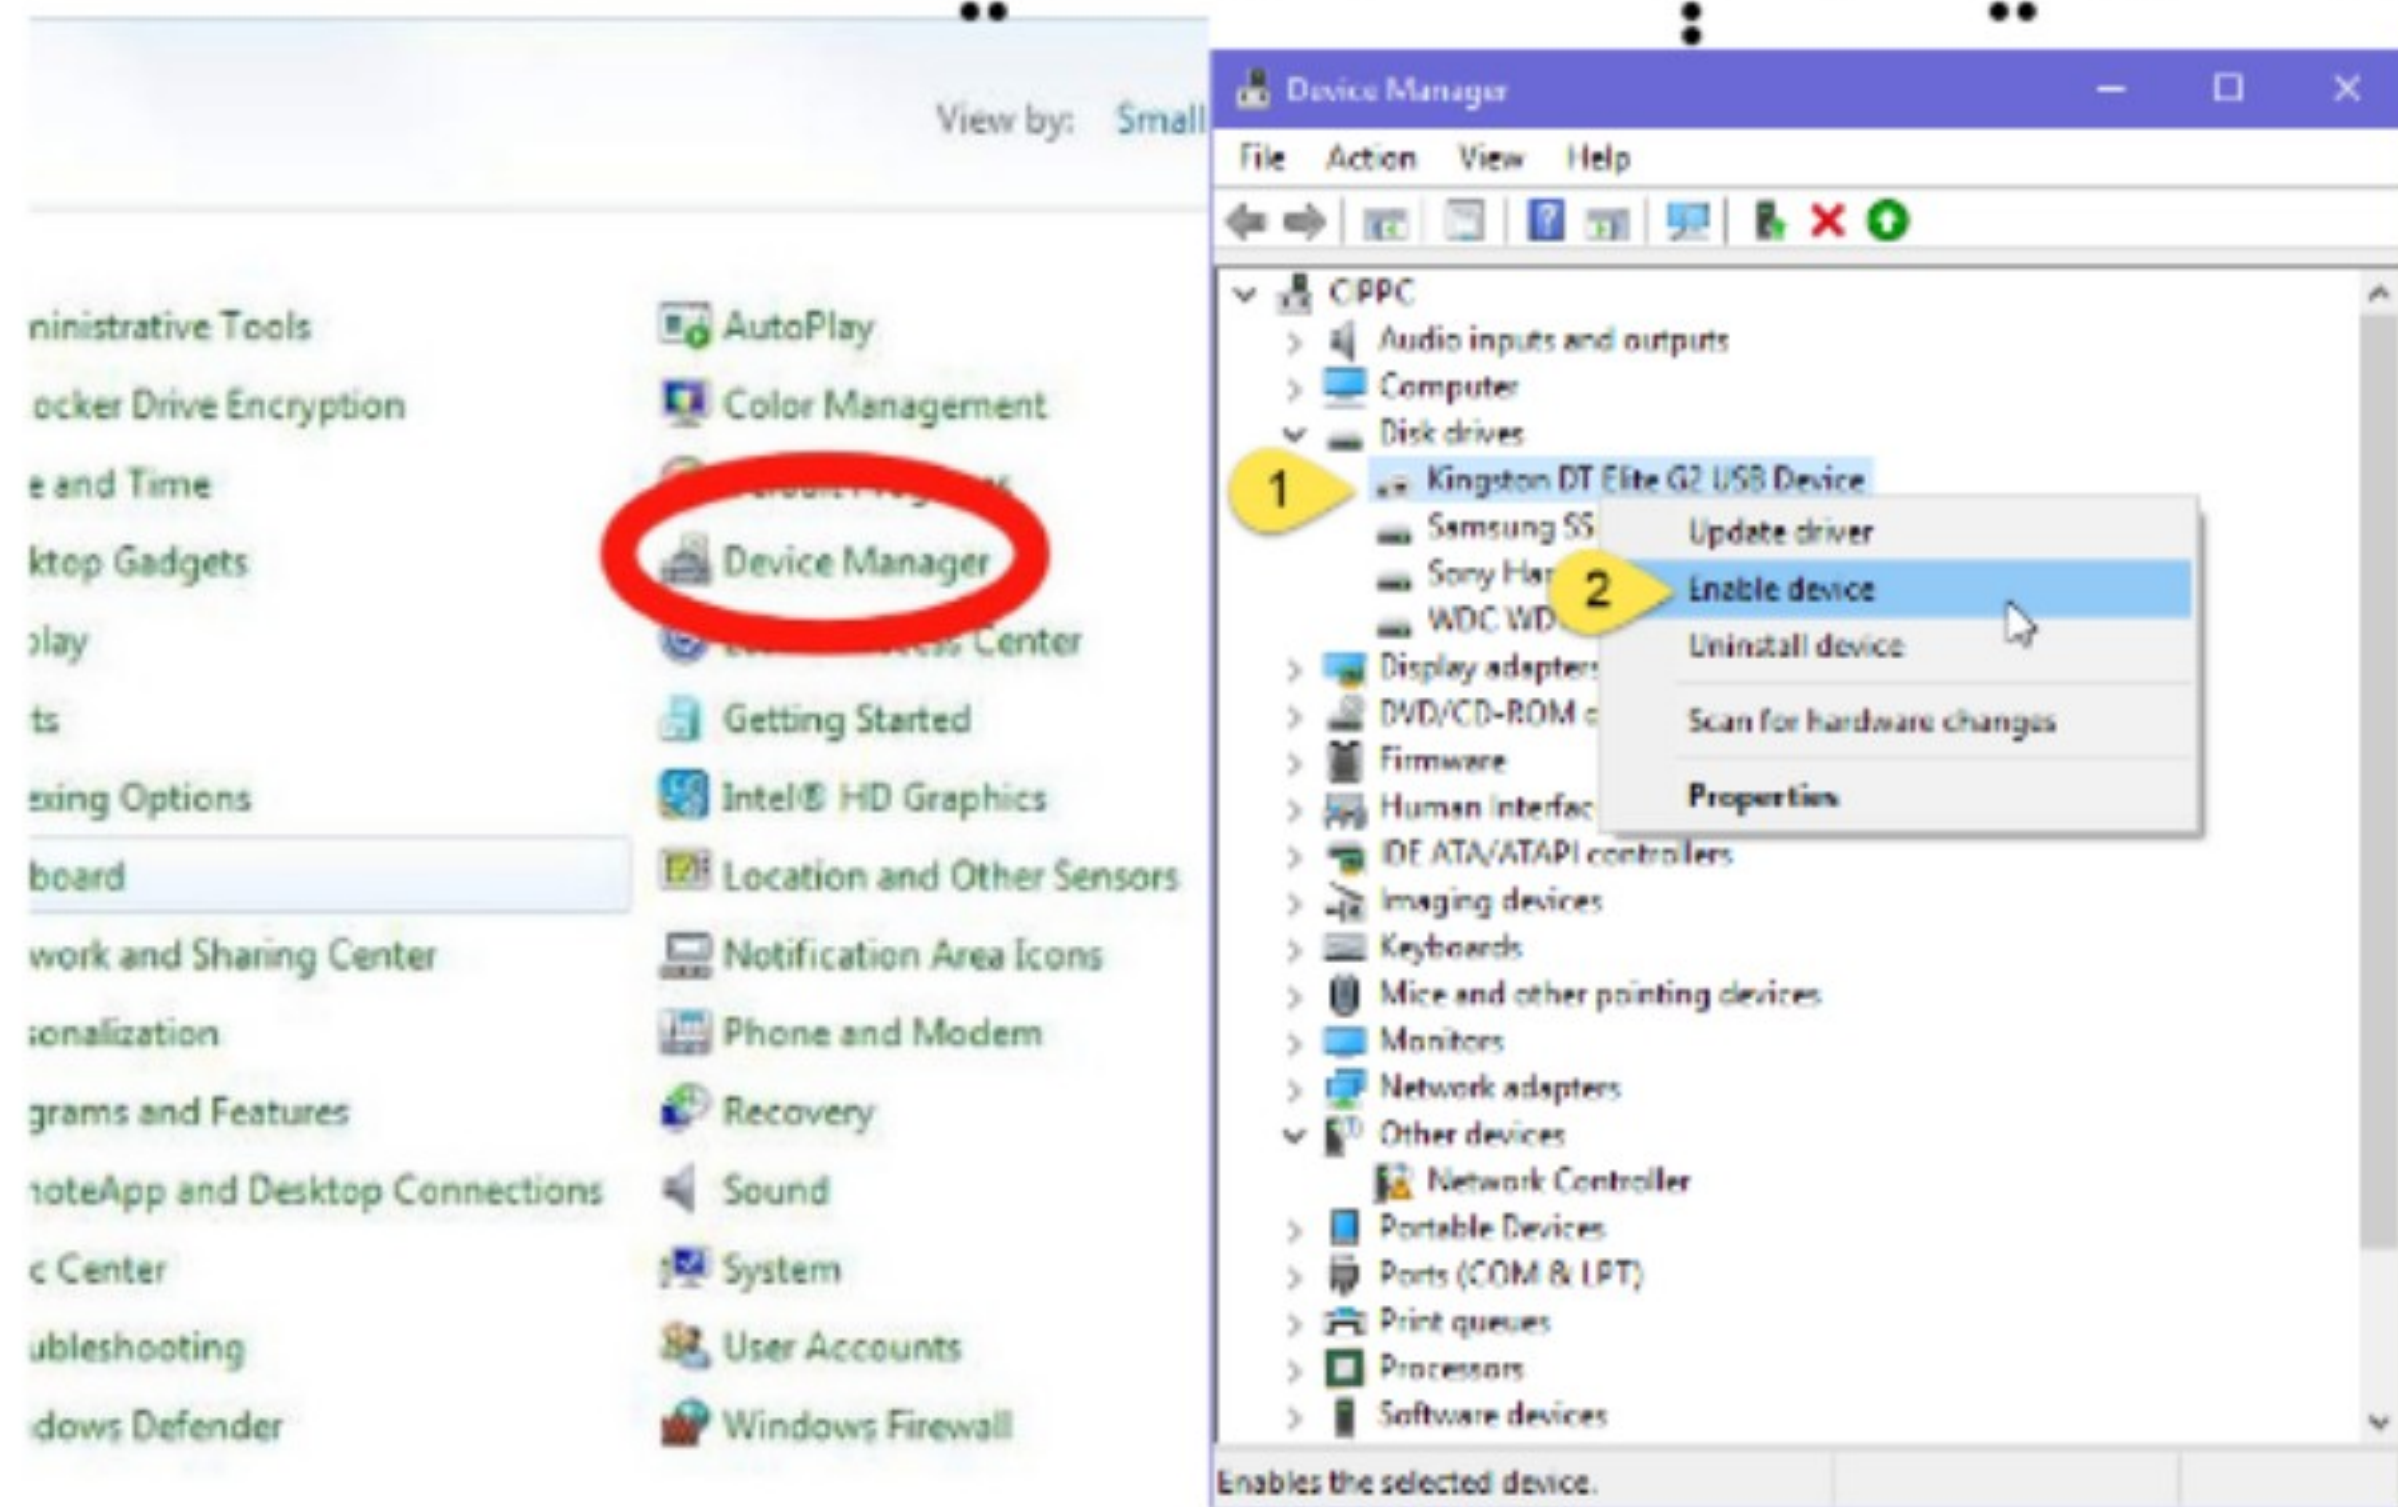 View by: Small
ninistrative Tools
ocker Drive Encryption
e and Time
ktop Gadgets
play
ts
exing Options
board
work and Sharing Center
sonalization
grams and Features
noteApp and Desktop Connections
c Center
ubleshooting
dows Defender
AutoPlay
Color Management
Device Manager
Center
Getting Started
Intel® HD Graphics
Location and Other Sensors
Notification Area Icons
Phone and Modem
Recovery
Sound
System
User Accounts
Windows Firewall
Device Manager
File Action View Help
CIPPC
Audio inputs and outputs
Computer
Disk drives
1 Kingston DT Elite G2 USB Device
Samsung SS
Sony Har
WDC WD
Display adapters
DVD/CD-ROM
Firmware
Human Interfac
IDE ATA/ATAPI controllers
Imaging devices
Keyboards
Mice and other pointing devices
Monitors
Network adapters
Other devices
Network Controller
Portable Devices
Ports (COM & LPT)
Print queues
Processors
Software devices
Update driver
2 Enable device
Uninstall device
Scan for hardware changes
Properties
Enables the selected device.